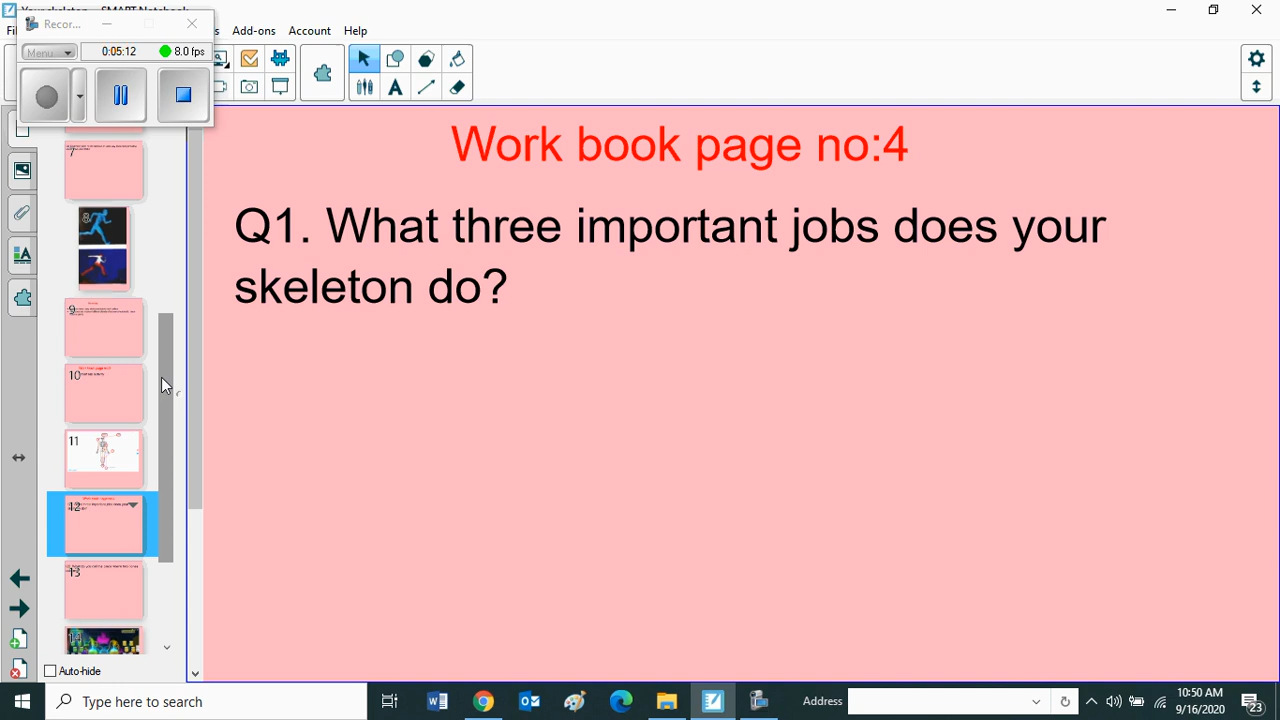 Recor...
Menu
0:05:12
8.0 fps
Add-ons
Account
Help
Work book page no:4
Q1. What three important jobs does your
skeleton do?
7
8
9
10
11
12
13
14
Auto-hide
Type here to search
Address
10:50 AM
9/16/2020
23